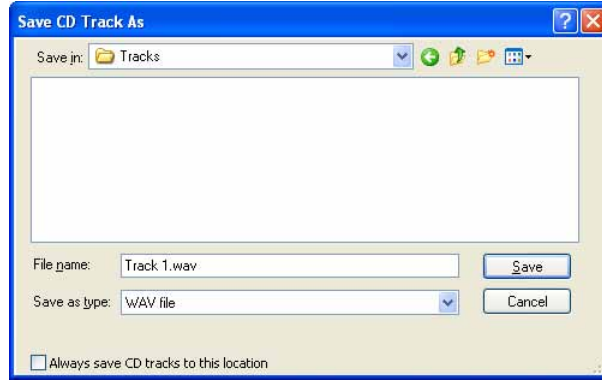 Save CD Track As
Save in: Tracks
File name: Track 1.wav Save
Save as type: WAV file Cancel
Always save CD tracks to this location